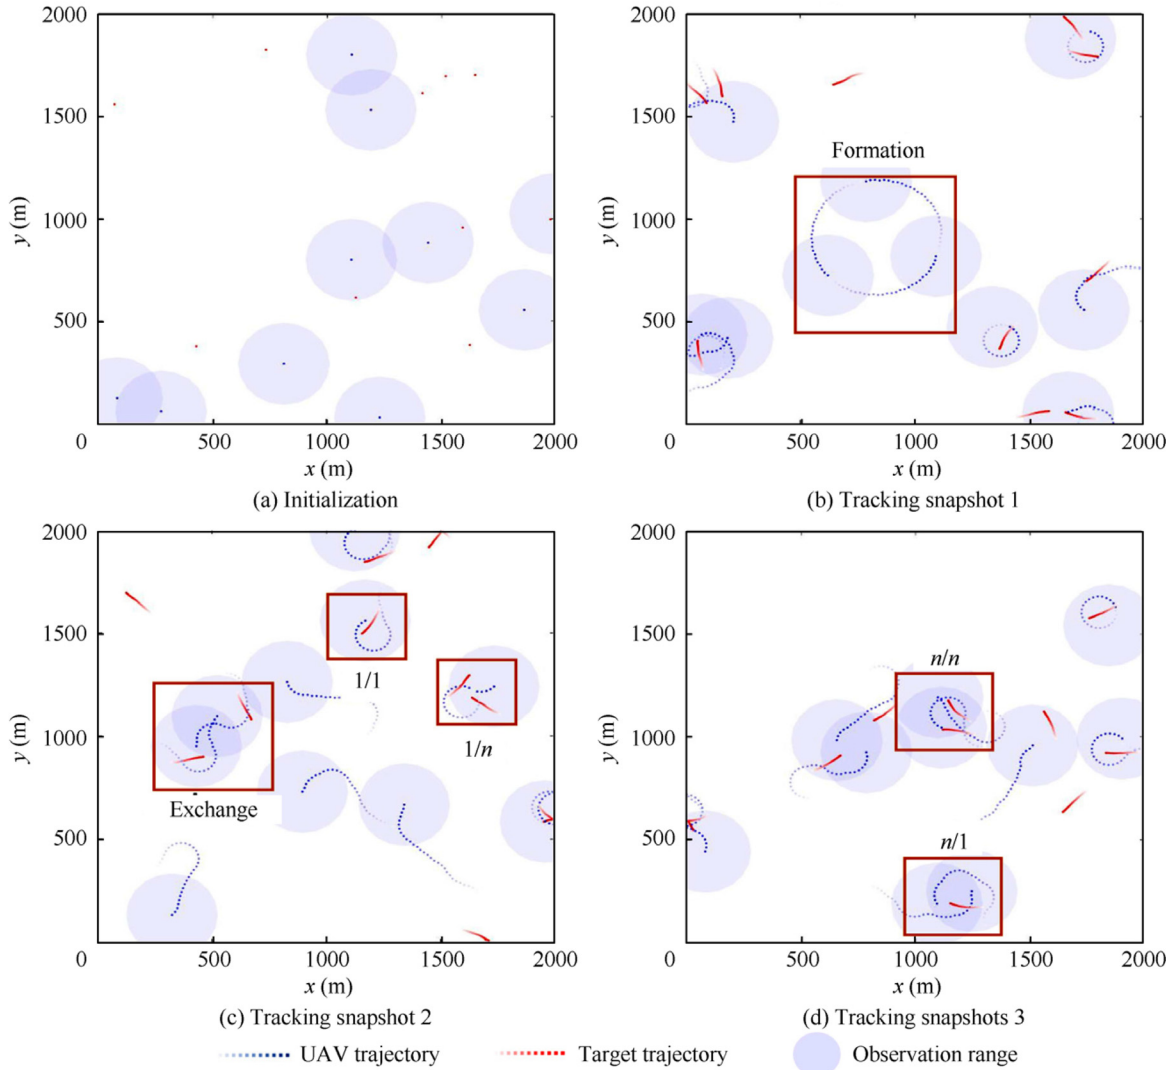 2000
1500
1000
500
0
500
1000
1500
2000
y (m)
x (m)
(a) Initialization
2000
1500
1000
500
0
500
1000
1500
2000
y (m)
x (m)
Formation
(b) Tracking snapshot 1
2000
1500
1000
500
0
500
1000
1500
2000
y (m)
x (m)
1/1
1/n
Exchange
(c) Tracking snapshot 2
2000
1500
1000
500
0
500
1000
1500
2000
y (m)
x (m)
n/n
n/1
(d) Tracking snapshots 3
UAV trajectory
Target trajectory
Observation range